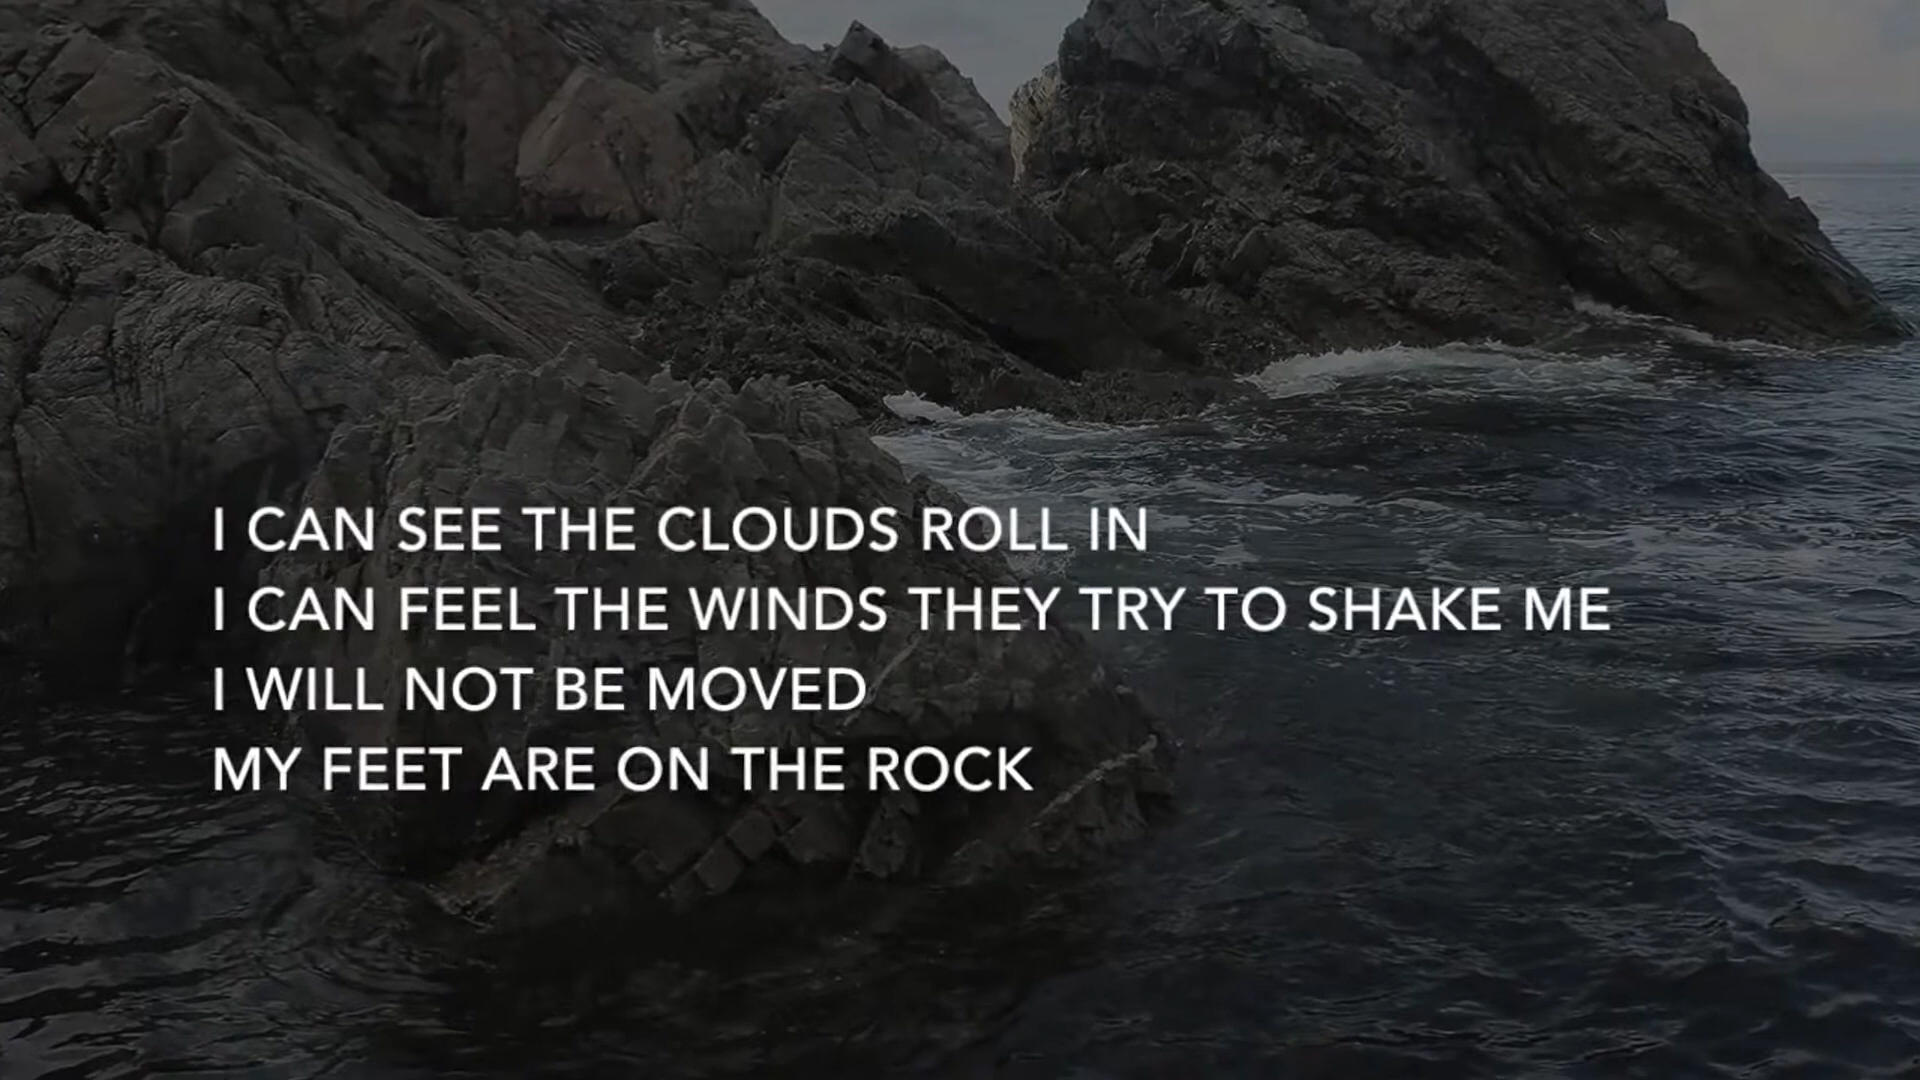 I CAN SEE THE CLOUDS ROLL IN
I CAN FEEL THE WINDS THEY TRY TO SHAKE ME
I WILL NOT BE MOVED
MY FEET ARE ON THE ROCK